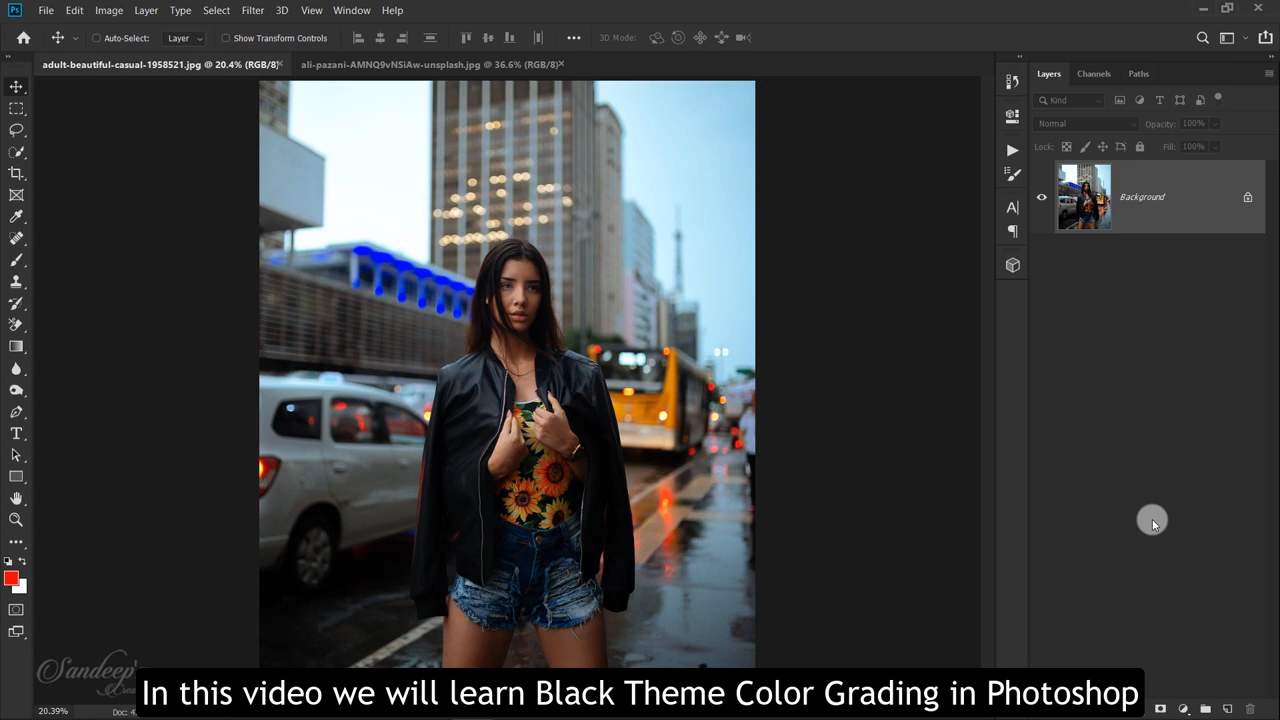 Ps File Edit Image Layer Type Select Filter 3D View Window Help
Auto-Select: Layer Show Transform Controls 3D Mode:
adult-beautiful-casual-1958521.jpg @ 20.4% (RGB/8) ali-pazani-AMNQ9vNSiAw-unsplash.jpg @ 36.6% (RGB/8)
Layers Channels Paths
Kind
Normal Opacity: 100%
Lock: Fill: 100%
Background
Sandeep's
20.39% Doc: 4
In this video we will learn Black Theme Color Grading in Photoshop